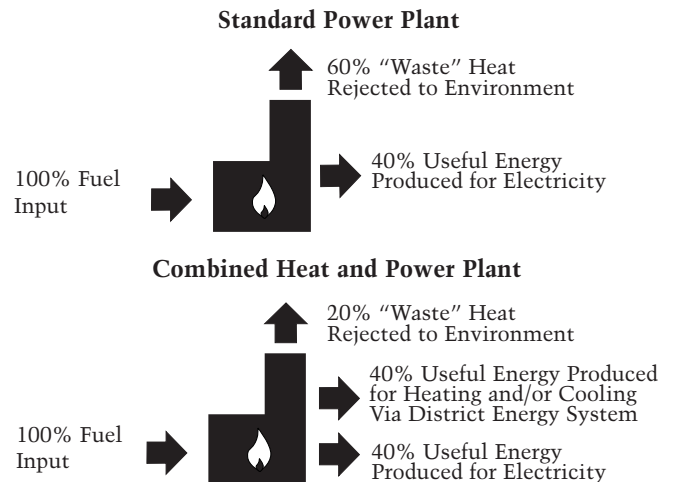 Standard Power Plant
60% “Waste” Heat
Rejected to Environment
100% Fuel
Input
40% Useful Energy
Produced for Electricity
Combined Heat and Power Plant
20% “Waste” Heat
Rejected to Environment
40% Useful Energy Produced
for Heating and/or Cooling
Via District Energy System
100% Fuel
Input
40% Useful Energy
Produced for Electricity